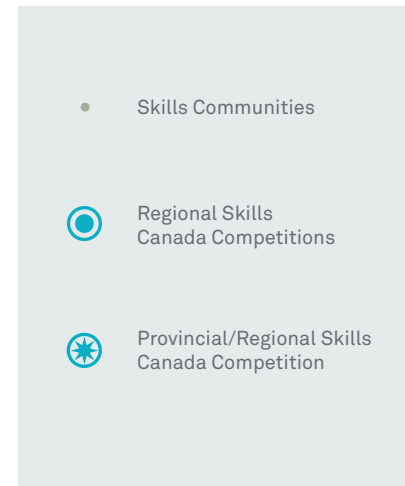 Skills Communities
Regional Skills
Canada Competitions
Provincial/Regional Skills
Canada Competition